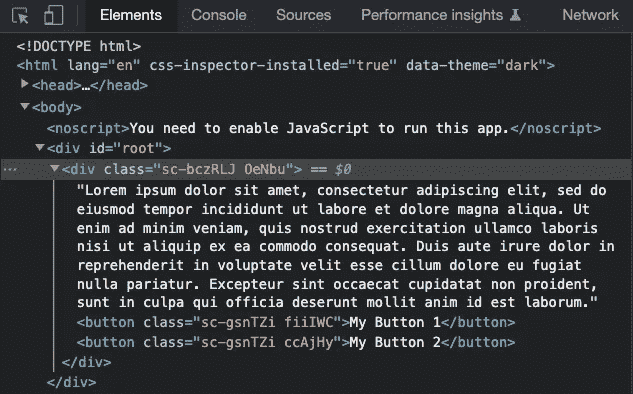 Elements Console Sources Performance insights Network
<!DOCTYPE html>
<html lang="en" css-inspector-installed="true" data-theme="dark">
<head>…</head>
<body>
<noscript>You need to enable JavaScript to run this app.</noscript>
<div id="root">
… <div class="sc-bczRLJ OeNbu"> == $0
"Lorem ipsum dolor sit amet, consectetur adipiscing elit, sed do
eiusmod tempor incididunt ut labore et dolore magna aliqua. Ut
enim ad minim veniam, quis nostrud exercitation ullamco laboris
nisi ut aliquip ex ea commodo consequat. Duis aute irure dolor in
reprehenderit in voluptate velit esse cillum dolore eu fugiat
nulla pariatur. Excepteur sint occaecat cupidatat non proident,
sunt in culpa qui officia deserunt mollit anim id est laborum."
<button class="sc-gsnTZi fiiIWC">My Button 1</button>
<button class="sc-gsnTZi ccAjHy">My Button 2</button>
</div>
</div>